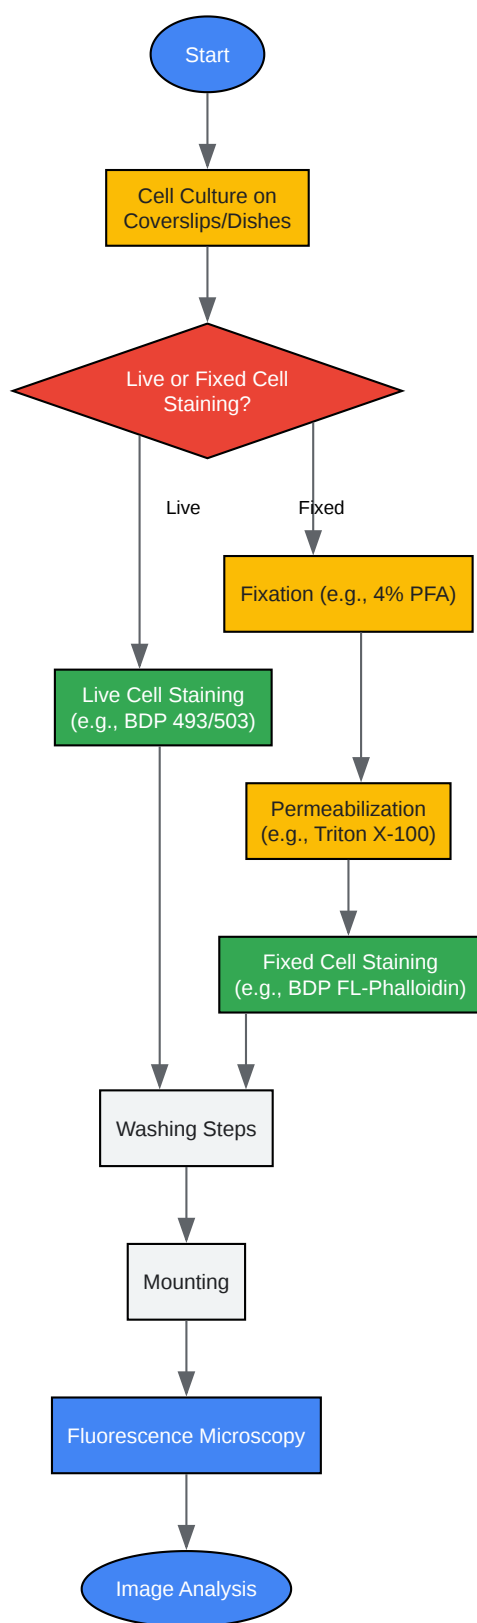 Start
Cell Culture on
Coverslips/Dishes
Live or Fixed Cell
Staining?
Live
Fixed
Fixation (e.g., 4% PFA)
Live Cell Staining
(e.g., BDP 493/503)
Permeabilization
(e.g., Triton X-100)
Fixed Cell Staining
(e.g., BDP FL-Phalloidin)
Washing Steps
Mounting
Fluorescence Microscopy
Image Analysis